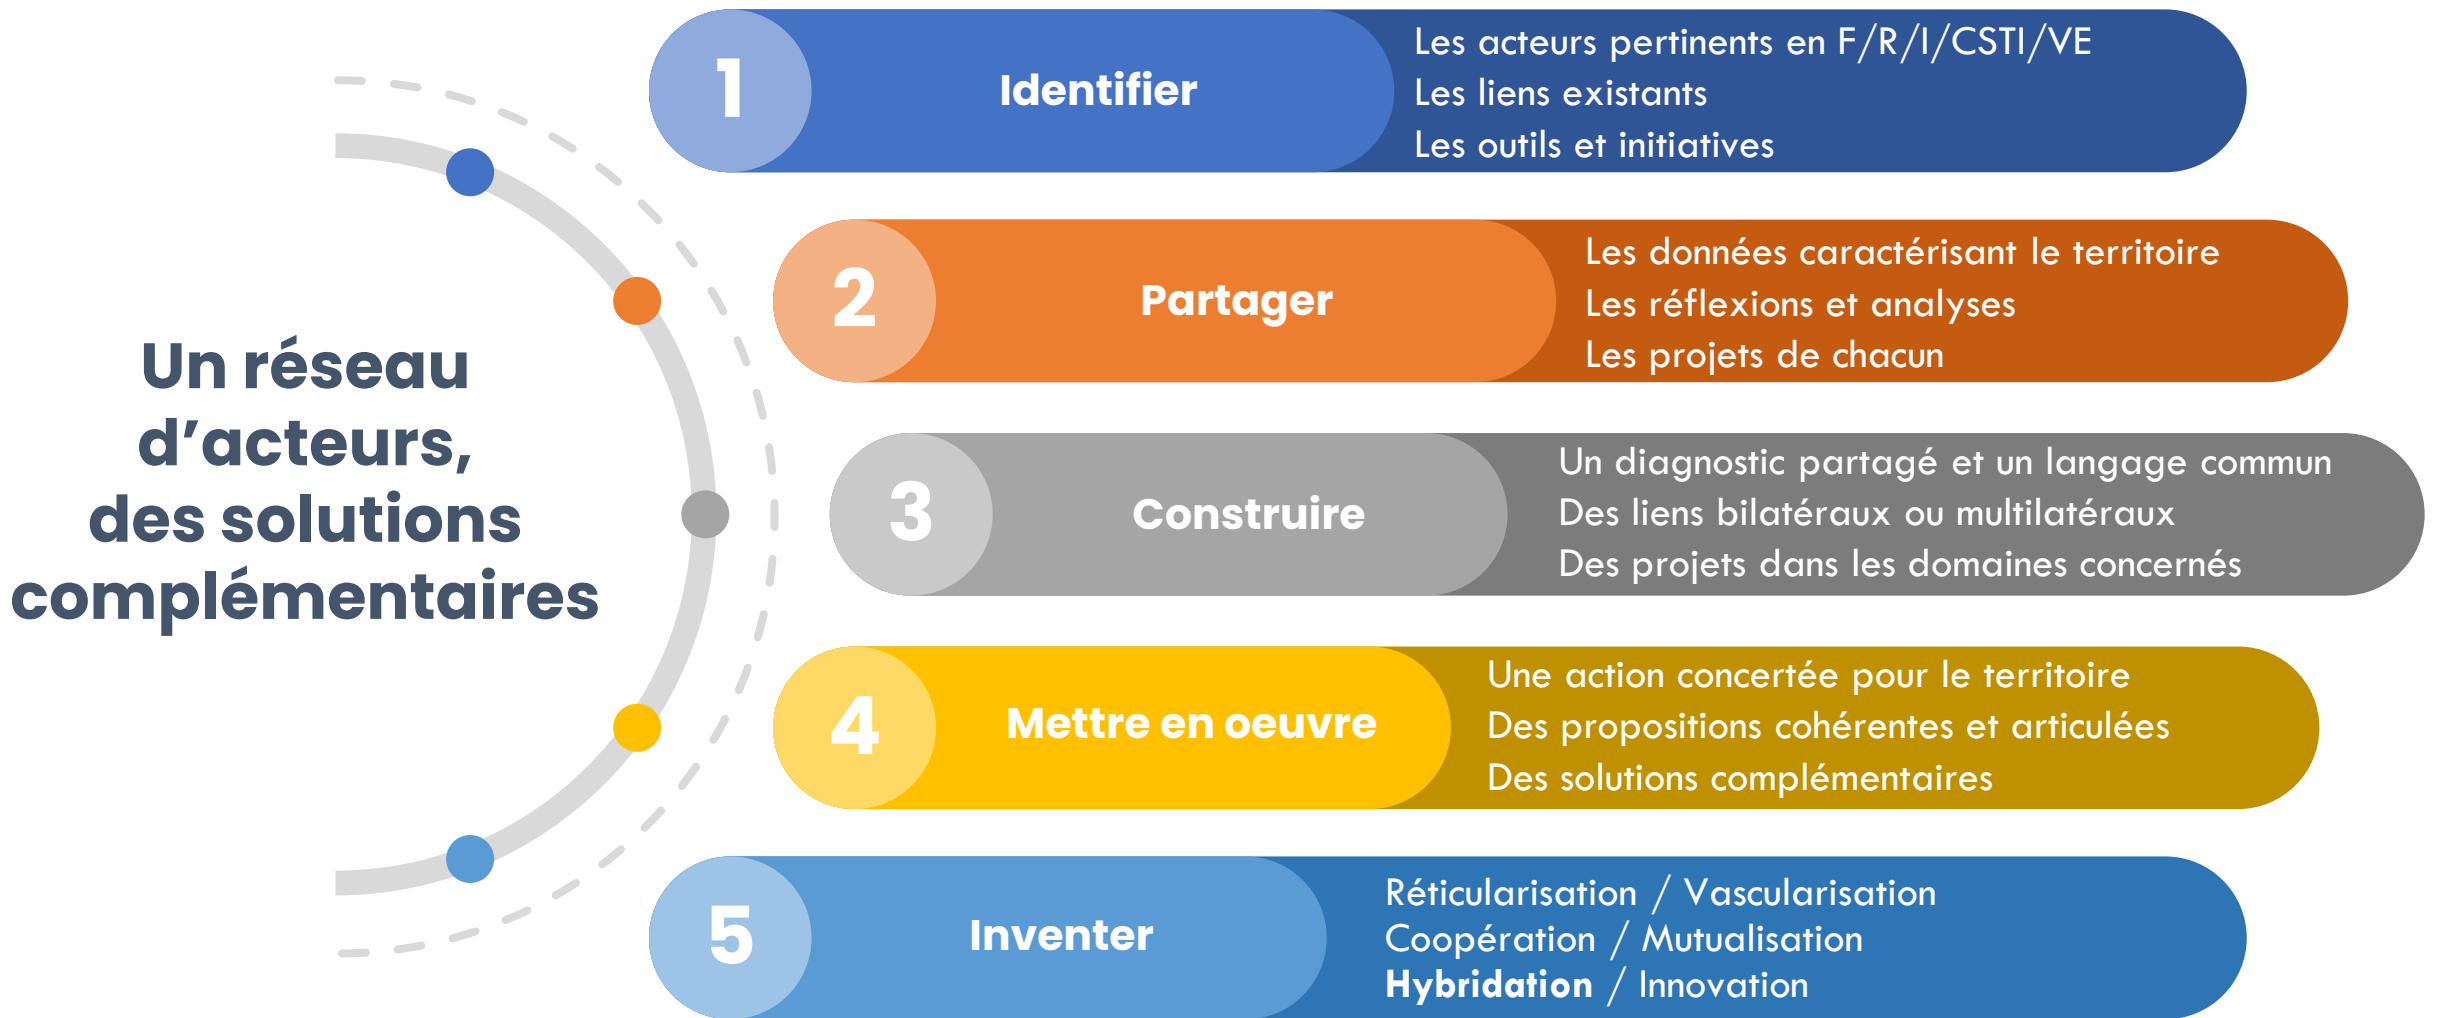 Un réseau
d’acteurs,
des solutions
complémentaires
1
Identifier
Les acteurs pertinents en F/R/I/CSTI/VE
Les liens existants
Les outils et initiatives
2
Partager
Les données caractérisant le territoire
Les réflexions et analyses
Les projets de chacun
3
Construire
Un diagnostic partagé et un langage commun
Des liens bilatéraux ou multilatéraux
Des projets dans les domaines concernés
4
Mettre en oeuvre
Une action concertée pour le territoire
Des propositions cohérentes et articulées
Des solutions complémentaires
5
Inventer
Réticularisation / Vascularisation
Coopération / Mutualisation
Hybridation / Innovation